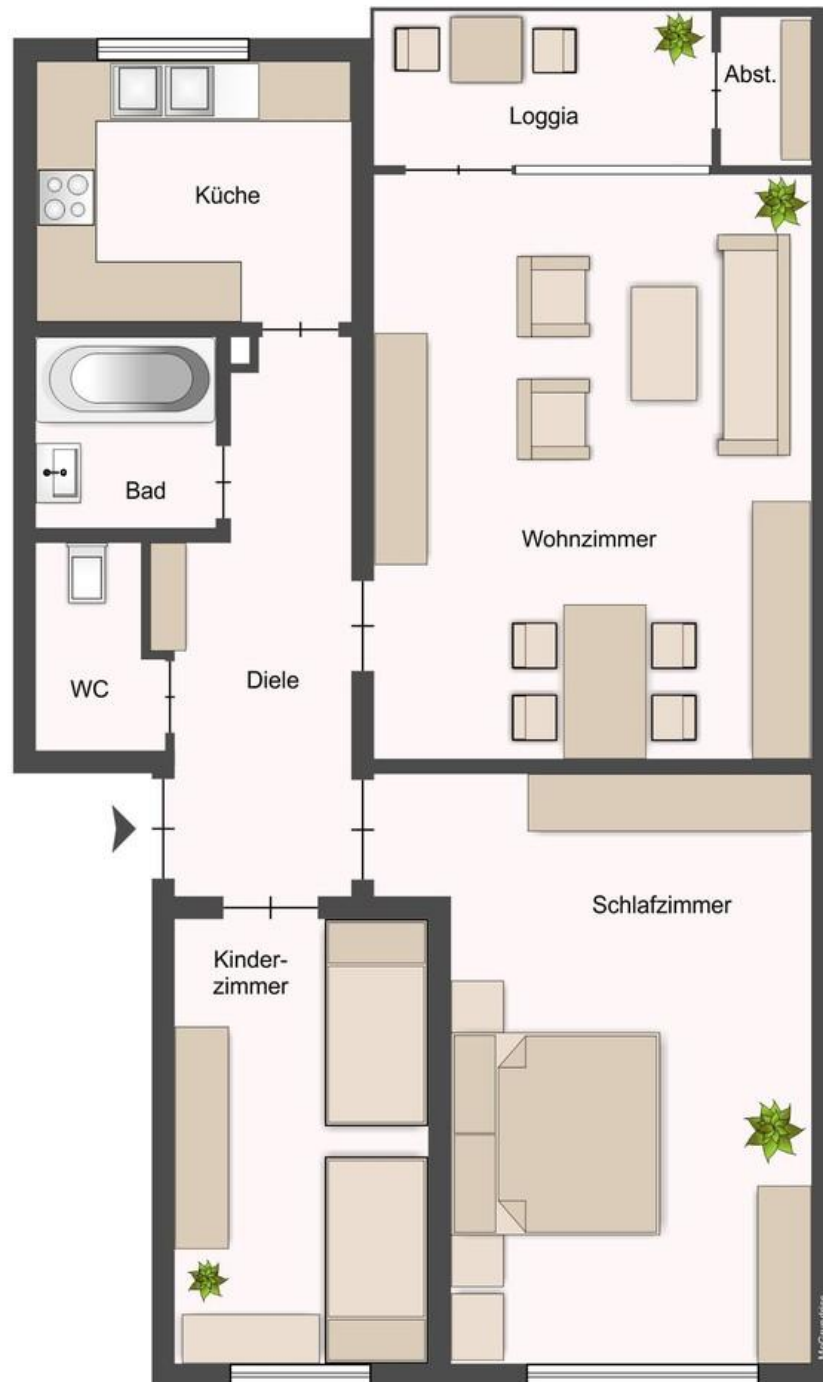 Abst.
Loggia
Küche
Bad
Wohnzimmer
WC
Diele
Schlafzimmer
Kinder-
zimmer